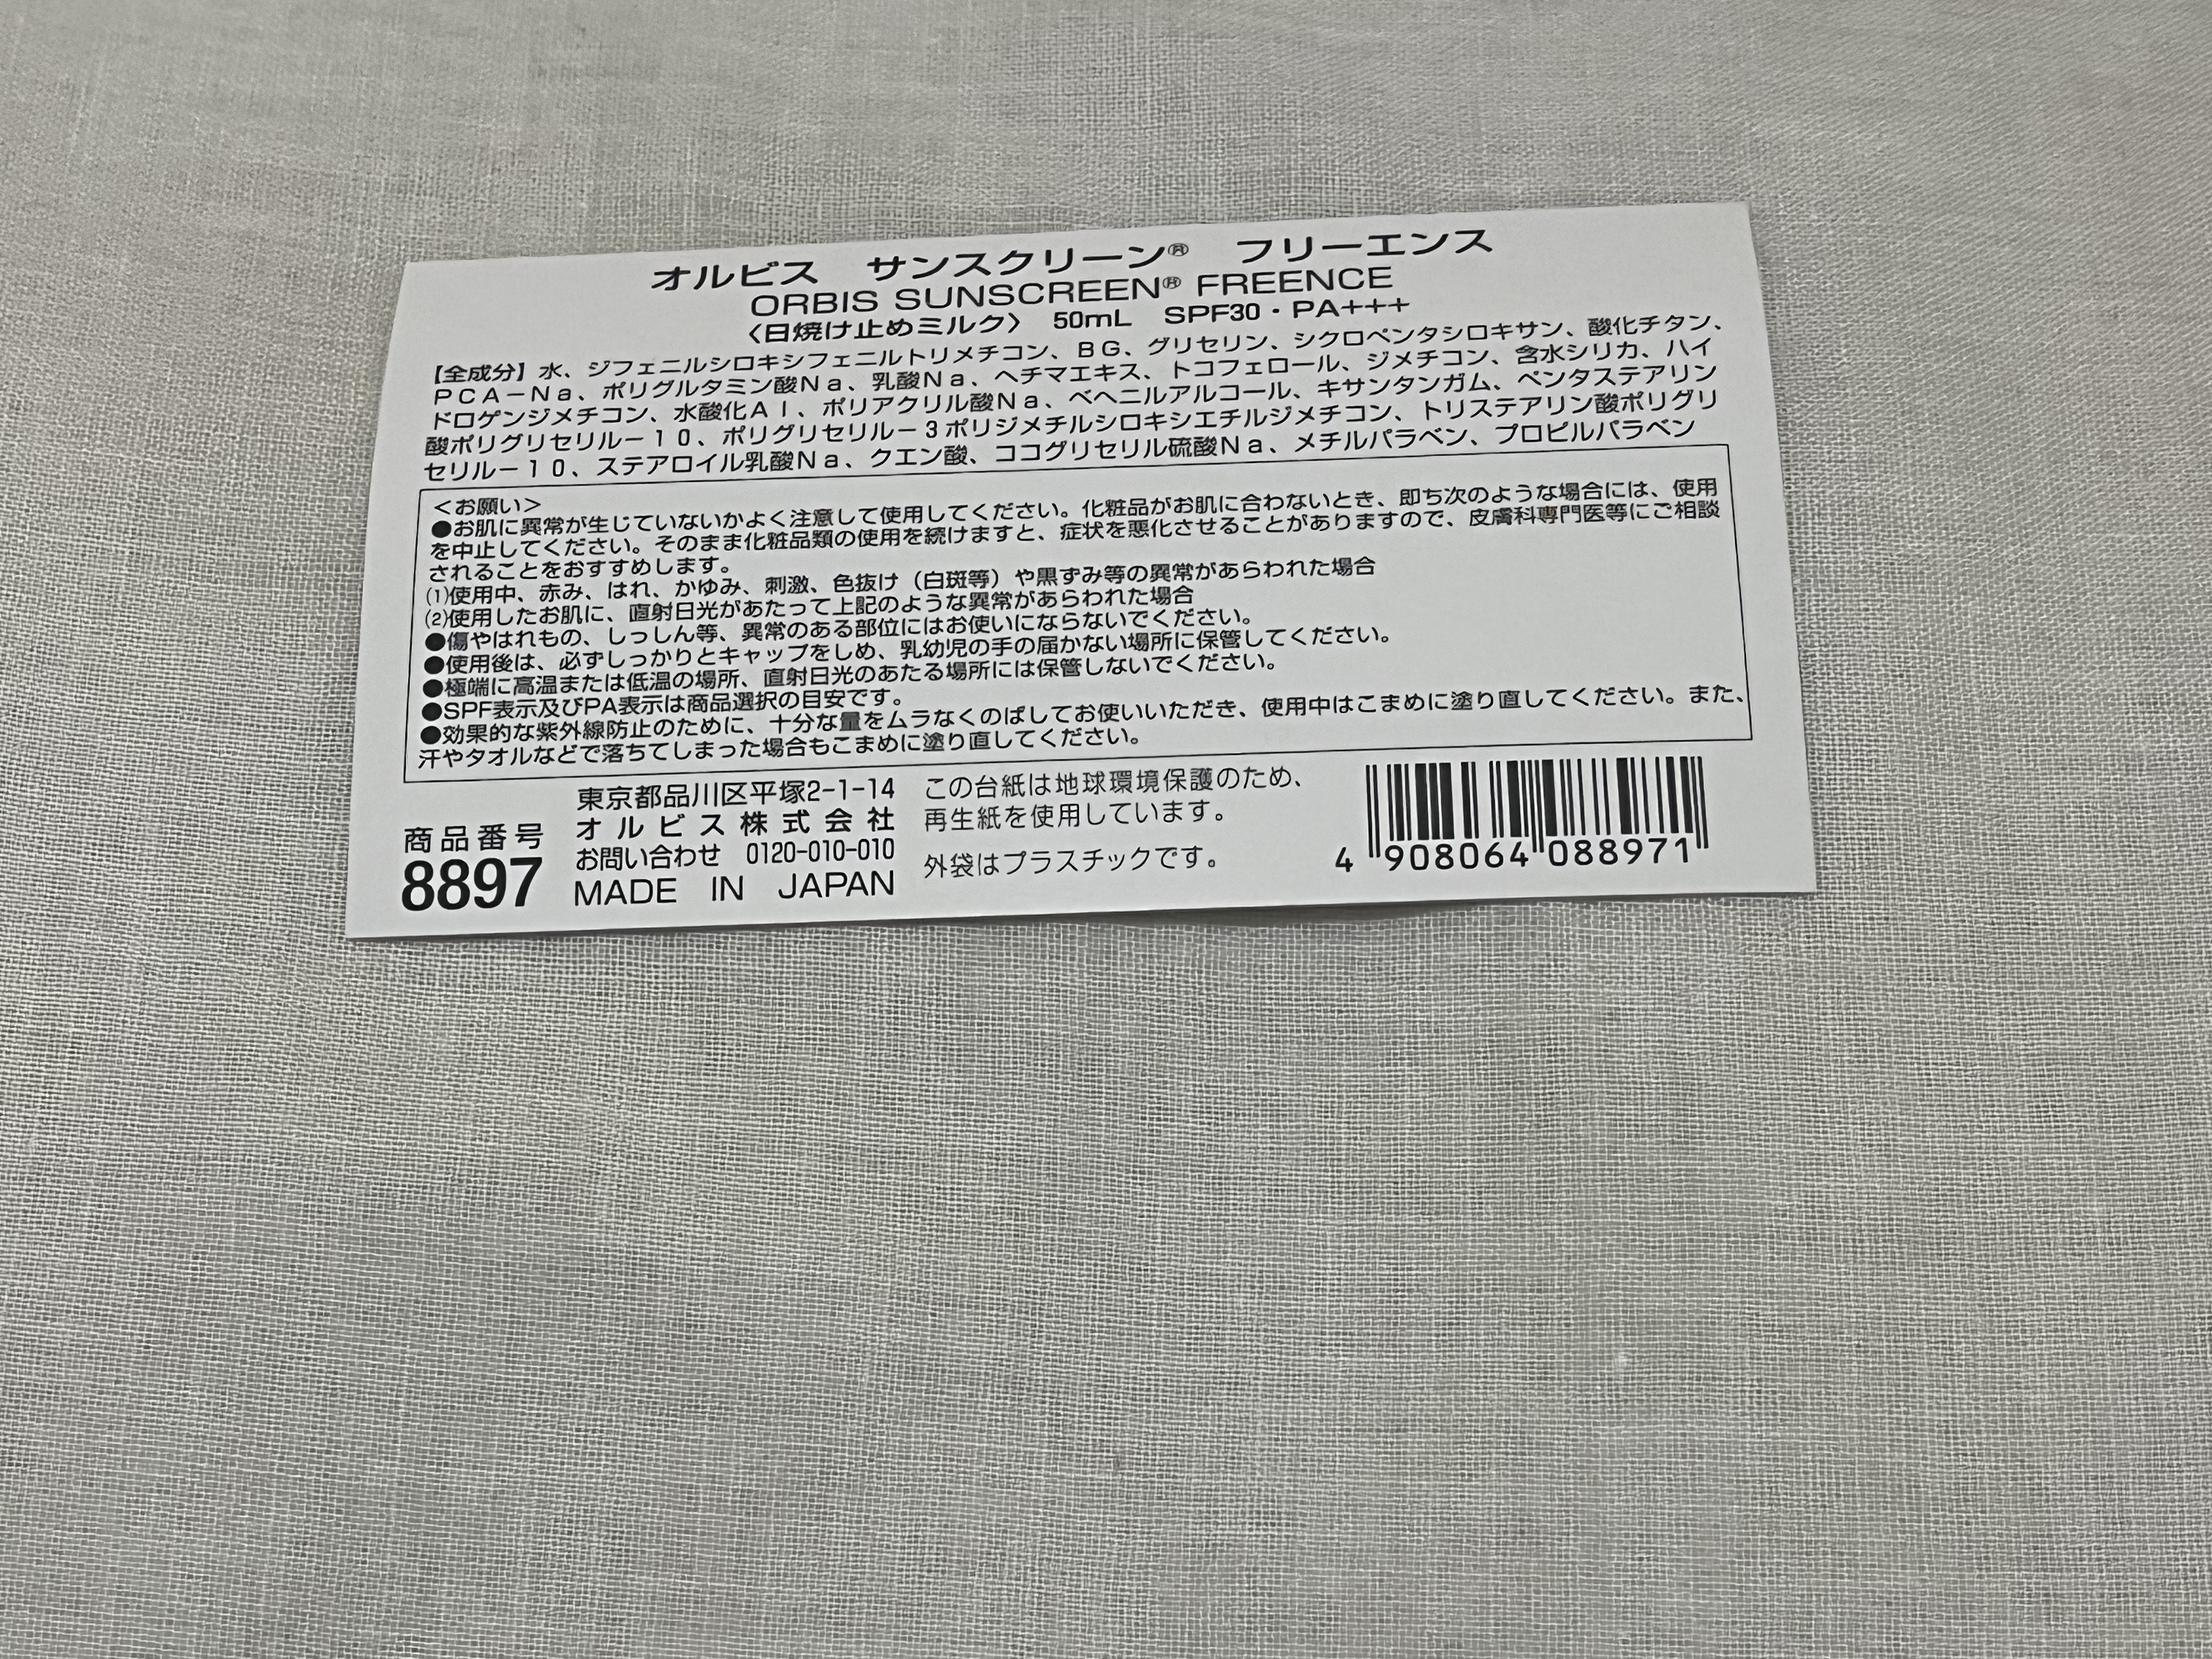 オルビス　サンスクリーン®　フリーエンス
ORBIS SUNSCREEN® FREENCE
〈日焼け止めミルク〉　50mL　SPF30・PA+++
【全成分】水、ジフェニルシロキシフェニルトリメチコン、ＢＧ、グリセリン、シクロペンタシロキサン、酸化チタン、
ＰＣＡ－Ｎａ、ポリグルタミン酸Ｎａ、乳酸Ｎａ、ヘチマエキス、トコフェロール、ジメチコン、含水シリカ、ハイ
ドロゲンジメチコン、水酸化Ａｌ、ポリアクリル酸Ｎａ、ベヘニルアルコール、キサンタンガム、ペンタステアリン
酸ポリグリセリル－１０、ポリグリセリル－３ポリジメチルシロキシエチルジメチコン、トリステアリン酸ポリグリ
セリル－１０、ステアロイル乳酸Ｎａ、クエン酸、ココグリセリル硫酸Ｎａ、メチルパラベン、プロピルパラベン
＜お願い＞
●お肌に異常が生じていないかよく注意して使用してください。化粧品がお肌に合わないとき、即ち次のような場合には、使用
を中止してください。そのまま化粧品類の使用を続けますと、症状を悪化させることがありますので、皮膚科専門医等にご相談
されることをおすすめします。
⑴使用中、赤み、はれ、かゆみ、刺激、色抜け（白斑等）や黒ずみ等の異常があらわれた場合
⑵使用したお肌に、直射日光があたって上記のような異常があらわれた場合
●傷やはれもの、しっしん等、異常のある部位にはお使いにならないでください。
●使用後は、必ずしっかりとキャップをしめ、乳幼児の手の届かない場所に保管してください。
●極端に高温または低温の場所、直射日光のあたる場所には保管しないでください。
●SPF表示及びPA表示は商品選択の目安です。
●効果的な紫外線防止のために、十分な量をムラなくのばしてお使いいただき、使用中はこまめに塗り直してください。また、
汗やタオルなどで落ちてしまった場合もこまめに塗り直してください。
商品番号
8897
東京都品川区平塚2-1-14
オルビス株式会社
お問い合わせ　0120-010-010
MADE IN JAPAN
この台紙は地球環境保護のため、
再生紙を使用しています。
外袋はプラスチックです。
4 908064 088971